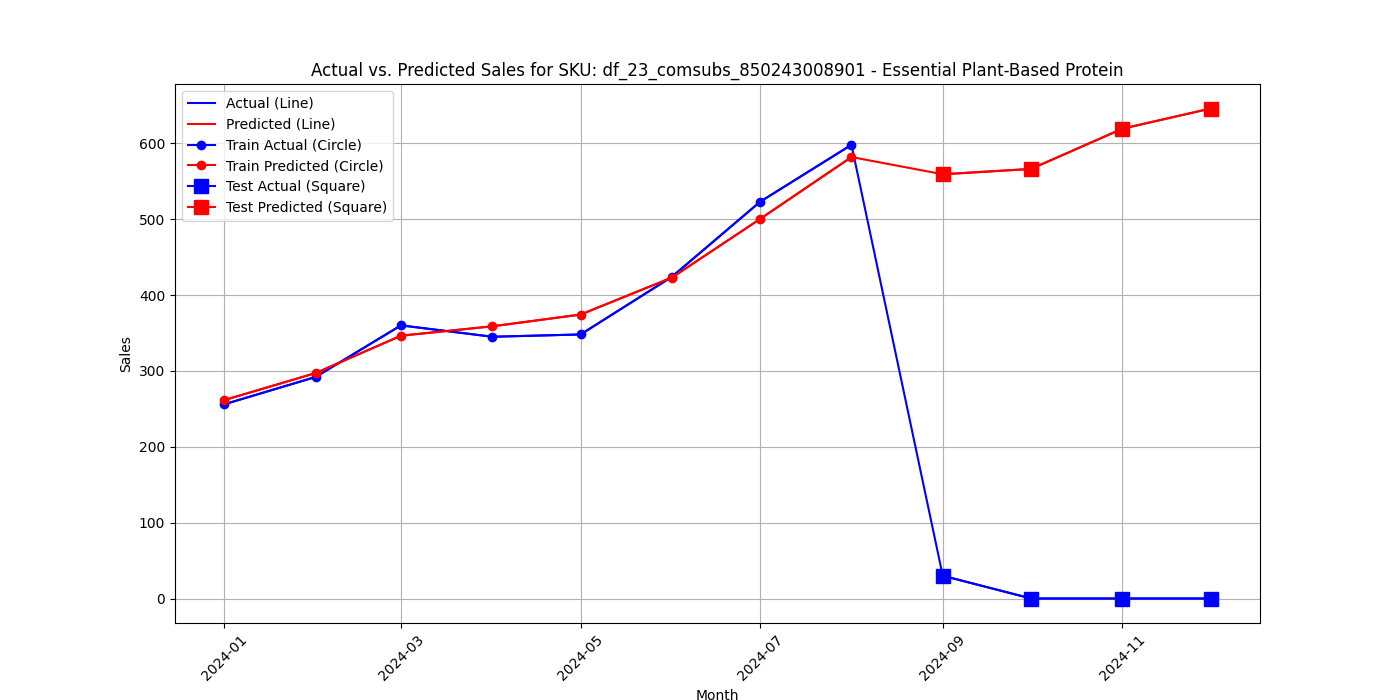 Actual vs. Predicted Sales for SKU: df_23_comsubs_850243008901 - Essential Plant-Based Protein
Actual (Line)
Predicted (Line)
Train Actual (Circle)
Train Predicted (Circle)
Test Actual (Square)
Test Predicted (Square)
Sales
600
500
400
300
200
100
0
2024-01
2024-03
2024-05
2024-07
2024-09
2024-11
Month